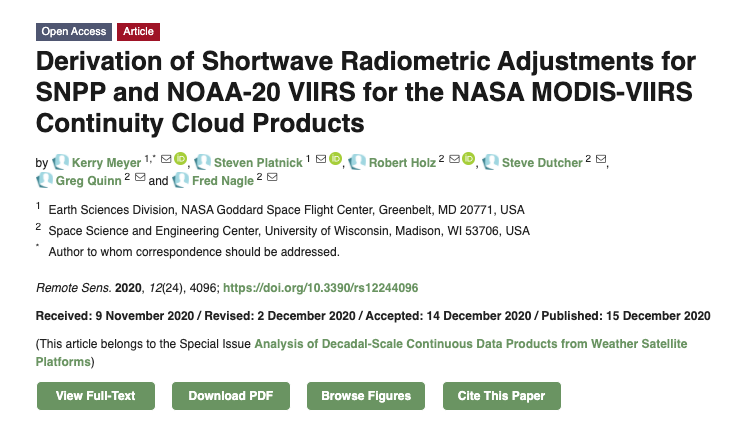 Open Access Article
Derivation of Shortwave Radiometric Adjustments for
SNPP and NOAA-20 VIIRS for the NASA MODIS-VIIRS
Continuity Cloud Products
by Kerry Meyer 1,* iD, Steven Platnick 1 iD, Robert Holz 2 iD, Steve Dutcher 2,
Greg Quinn 2 and Fred Nagle 2
1 Earth Sciences Division, NASA Goddard Space Flight Center, Greenbelt, MD 20771, USA
2 Space Science and Engineering Center, University of Wisconsin, Madison, WI 53706, USA
* Author to whom correspondence should be addressed.
Remote Sens. 2020, 12(24), 4096; https://doi.org/10.3390/rs12244096
Received: 9 November 2020 / Revised: 2 December 2020 / Accepted: 14 December 2020 / Published: 15 December 2020
(This article belongs to the Special Issue Analysis of Decadal-Scale Continuous Data Products from Weather Satellite
Platforms)
View Full-Text Download PDF Browse Figures Cite This Paper